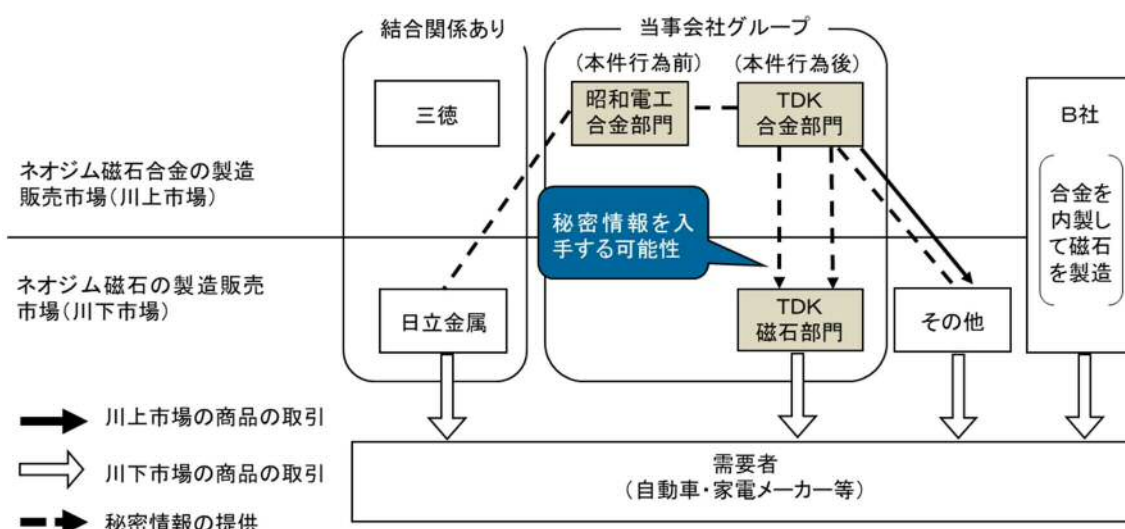 結合関係あり
当事会社グループ
三徳
(本件行為前)
昭和電工
合金部門
(本件行為後)
TDK
合金部門
B社
合金を
内製し
て磁石
を製造
ネオジム磁石合金の製造
販売市場(川上市場)
秘密情報を入
手する可能性
ネオジム磁石の製造販売
市場(川下市場)
日立金属
TDK
磁石部門
その他
川上市場の商品の取引
川下市場の商品の取引
秘密情報の提供
需要者
(自動車・家電メーカー等)